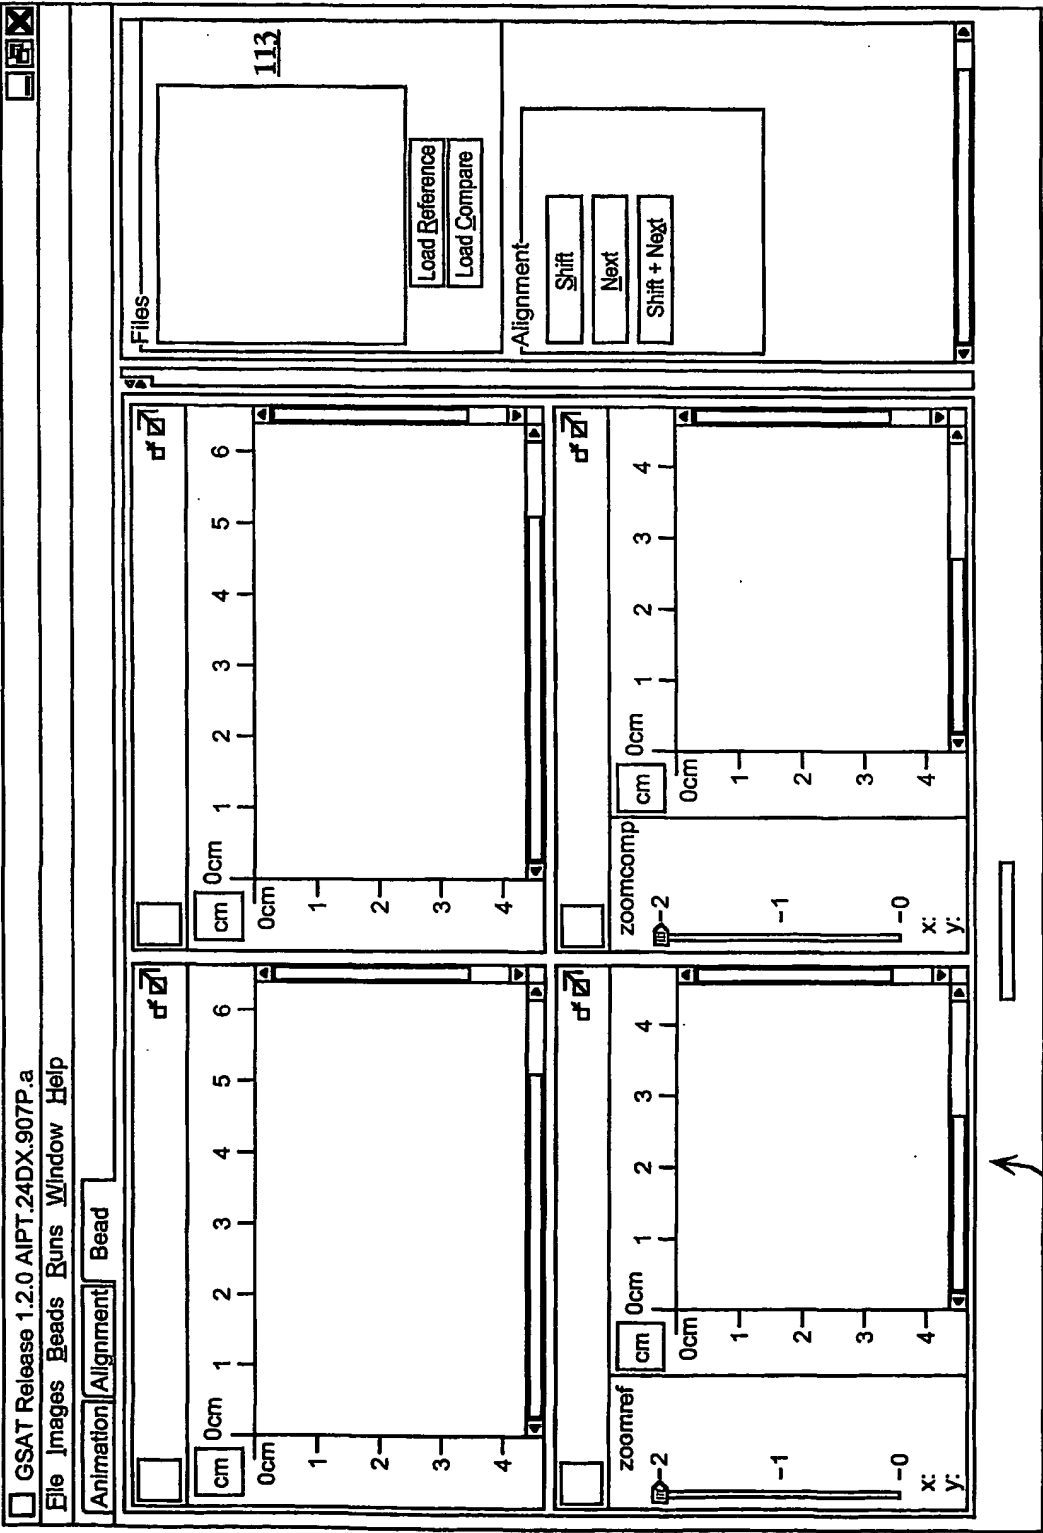 GSAT Release 1.2.0 AIPT.24DX.907P.a
File Images Beads Runs Window Help
Animation Alignment Bead
cm 0cm 1 2 3 4 5 6
0cm
1
2
3
4
cm 0cm 1 2 3 4 5 6
0cm
1
2
3
4
zoomref
2
1
0
x:
y:
cm 0cm 1 2 3 4
0cm
1
2
3
4
zoomcomp
2
1
0
x:
y:
cm 0cm 1 2 3 4
0cm
1
2
3
4
Files
113
Load Reference
Load Compare
Alignment
Shift
Next
Shift + Next